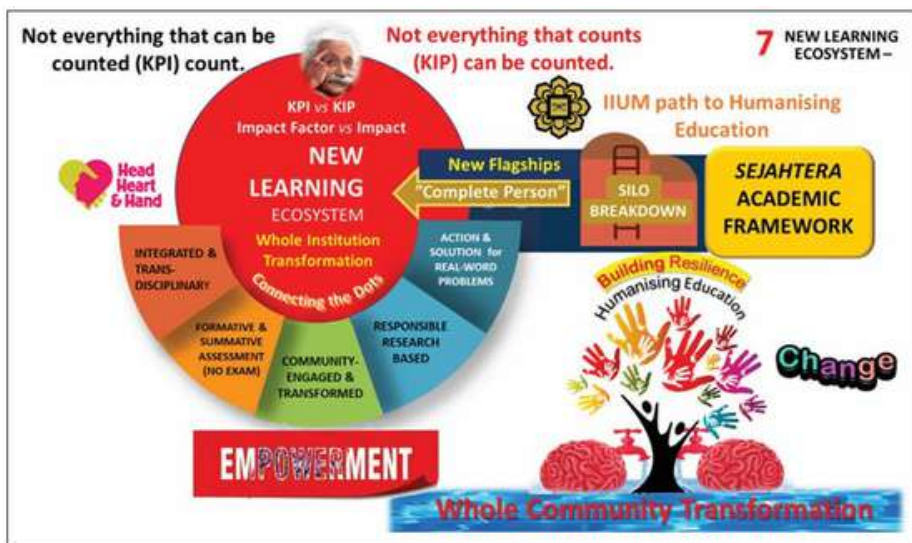 Not everything that can be
counted (KPI) count.
Not everything that counts
(KIP) can be counted.
7 NEW LEARNING
ECOSYSTEM–
KPI vs KIP
Impact Factor vs Impact
NEW
LEARNING
ECOSYSTEM
Whole Institution
Transformation
Connecting the Dots
Head
Heart
& Hand
IIUM path to Humanising
Education
New Flagships
"Complete Person"
SILO
BREAKDOWN
SEJAHTERA
ACADEMIC
FRAMEWORK
INTEGRATED &
TRANS-
DISCIPLINARY
FORMATIVE &
SUMMATIVE
ASSESSMENT
(NO EXAM)
COMMUNITY-
ENGAGED &
TRANSFORMED
RESPONSIBLE
RESEARCH
BASED
ACTION &
SOLUTION for
REAL-WORD
PROBLEMS
Building Resilience
Humanising Education
Change
EMPOWERMENT
Whole Community Transformation